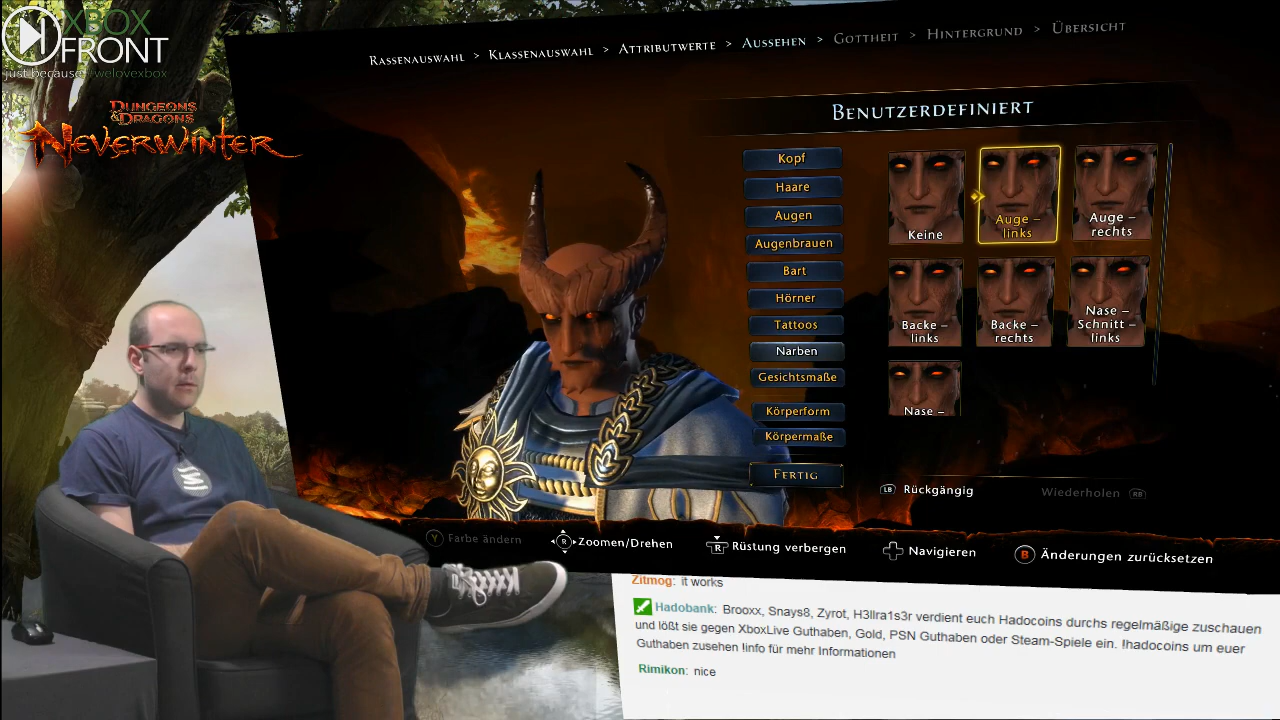 XBOX
FRONT
just because #welovexbox
DUNGEONS
& DRAGONS
NEVERWINTER
RASSENAUSWAHL > KLASSENAUSWAHL > ATTRIBUTWERTE > AUSSEHEN > GOTTHEIT > HINTERGRUND > ÜBERSICHT
BENUTZERDEFINIERT
Kopf
Haare
Augen
Augenbrauen
Bart
Hörner
Tattoos
Narben
Gesichtsmaße
Körperform
Körpermaße
FERTIG
Keine
Auge –
links
Auge –
rechts
Backe –
links
Backe –
rechts
Nase –
Schnitt –
links
Nase –
LB Rückgängig
Wiederholen RB
Y Farbe ändern
R Zoomen/Drehen
R Rüstung verbergen
Navigieren
B Änderungen zurücksetzen
Zitmog: it works
Hadobank: Brooxx, Snays8, Zyrot, H3llra1s3r verdient euch Hadocoins durchs regelmäßige zuschauen
und lößt sie gegen XboxLive Guthaben, Gold, PSN Guthaben oder Steam-Spiele ein. !hadocoins um euer
Guthaben zusehen !info für mehr Informationen
Rimikon: nice